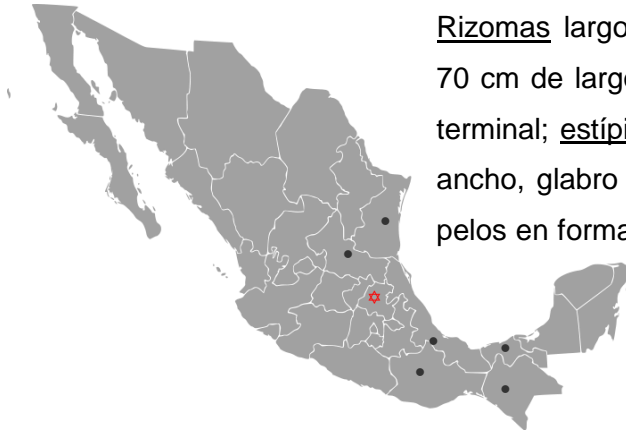 Rizomas largo
70 cm de largo
terminal; estípi
ancho, glabro
pelos en forma